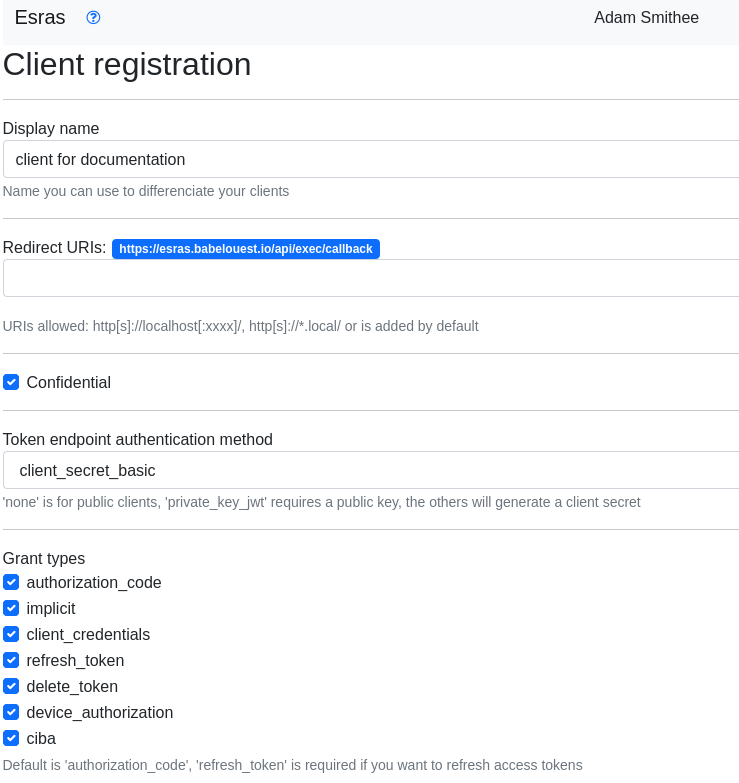 Esras
Adam Smithee
Client registration
Display name
client for documentation
Name you can use to differenciate your clients
Redirect URIs: https://esras.babelouest.io/api/exec/callback
URIs allowed: http[s]://localhost[:xxxx]/, http[s]://*.local/ or is added by default
Confidential
Token endpoint authentication method
client_secret_basic
'none' is for public clients, 'private_key_jwt' requires a public key, the others will generate a client secret
Grant types
authorization_code
implicit
client_credentials
refresh_token
delete_token
device_authorization
ciba
Default is 'authorization_code', 'refresh_token' is required if you want to refresh access tokens